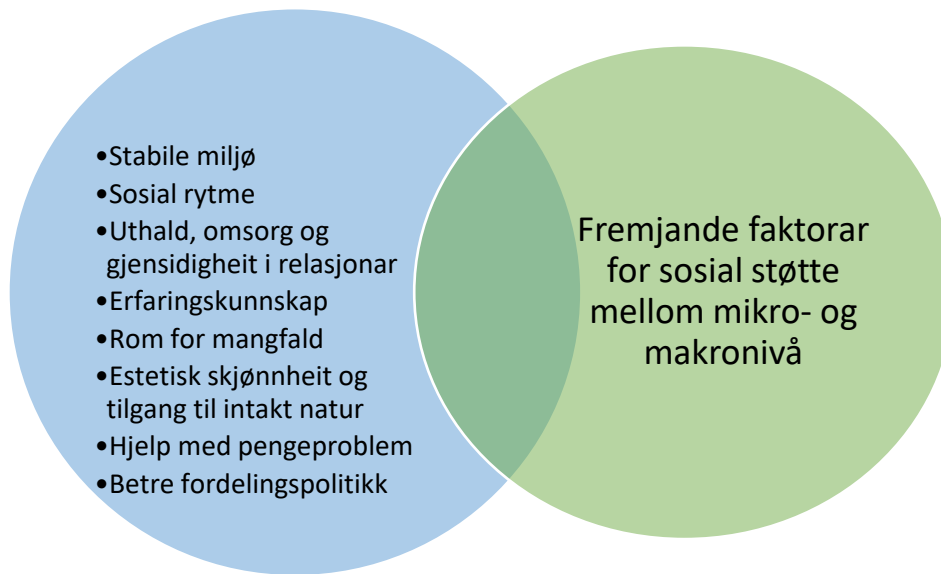 •Stabile miljø
•Sosial rytme
•Uthald, omsorg og
gjensidigheit i relasjonar
•Erfaringskunnskap
•Rom for mangfald
•Estetisk skjønnheit og
tilgang til intakt natur
•Hjelp med pengeproblem
•Betre fordelingspolitikk
Fremjande faktorar
for sosial støtte
mellom mikro- og
makronivå